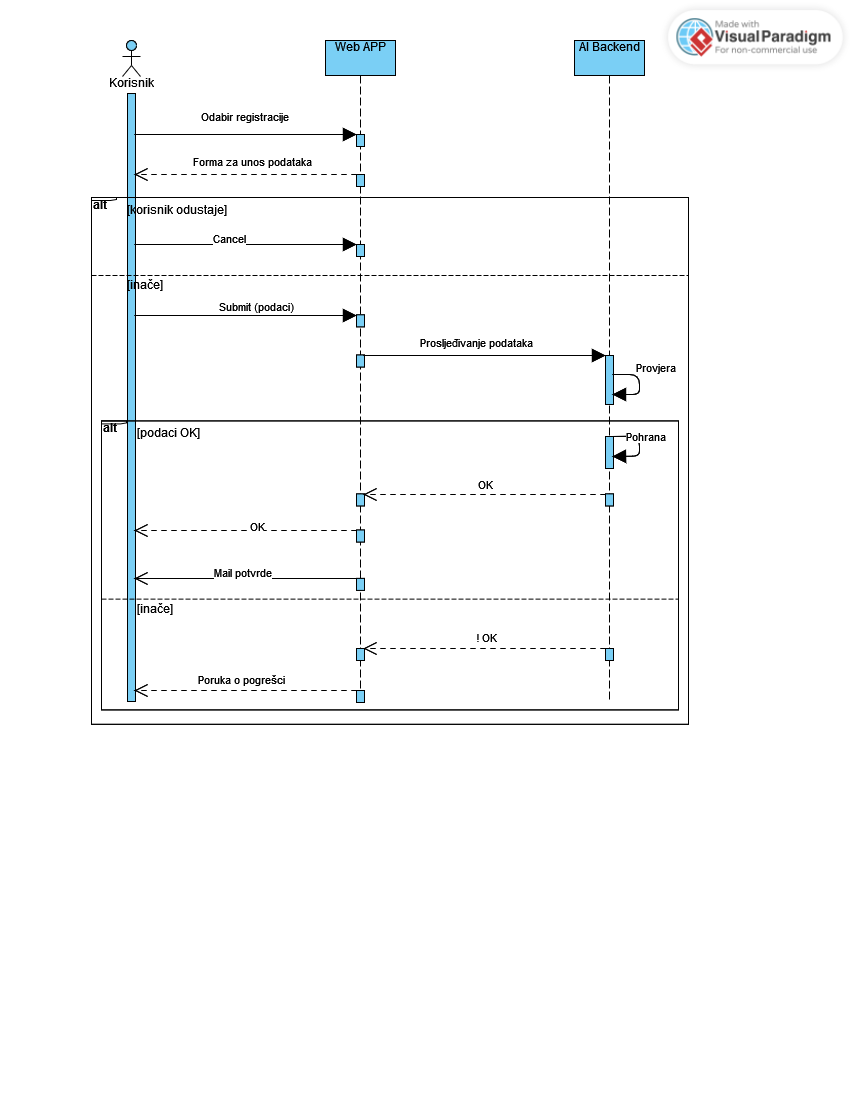 Made with
VisualParadigm
For non-commercial use
Web APP
AI Backend
Korisnik
Odabir registracije
Forma za unos podataka
alt
[korisnik odustaje]
Cancel
[inače]
Submit (podaci)
Prosljeđivanje podataka
Provjera
alt
[podaci OK]
Pohrana
OK
OK
Mail potvrde
[inače]
! OK
Poruka o pogrešci